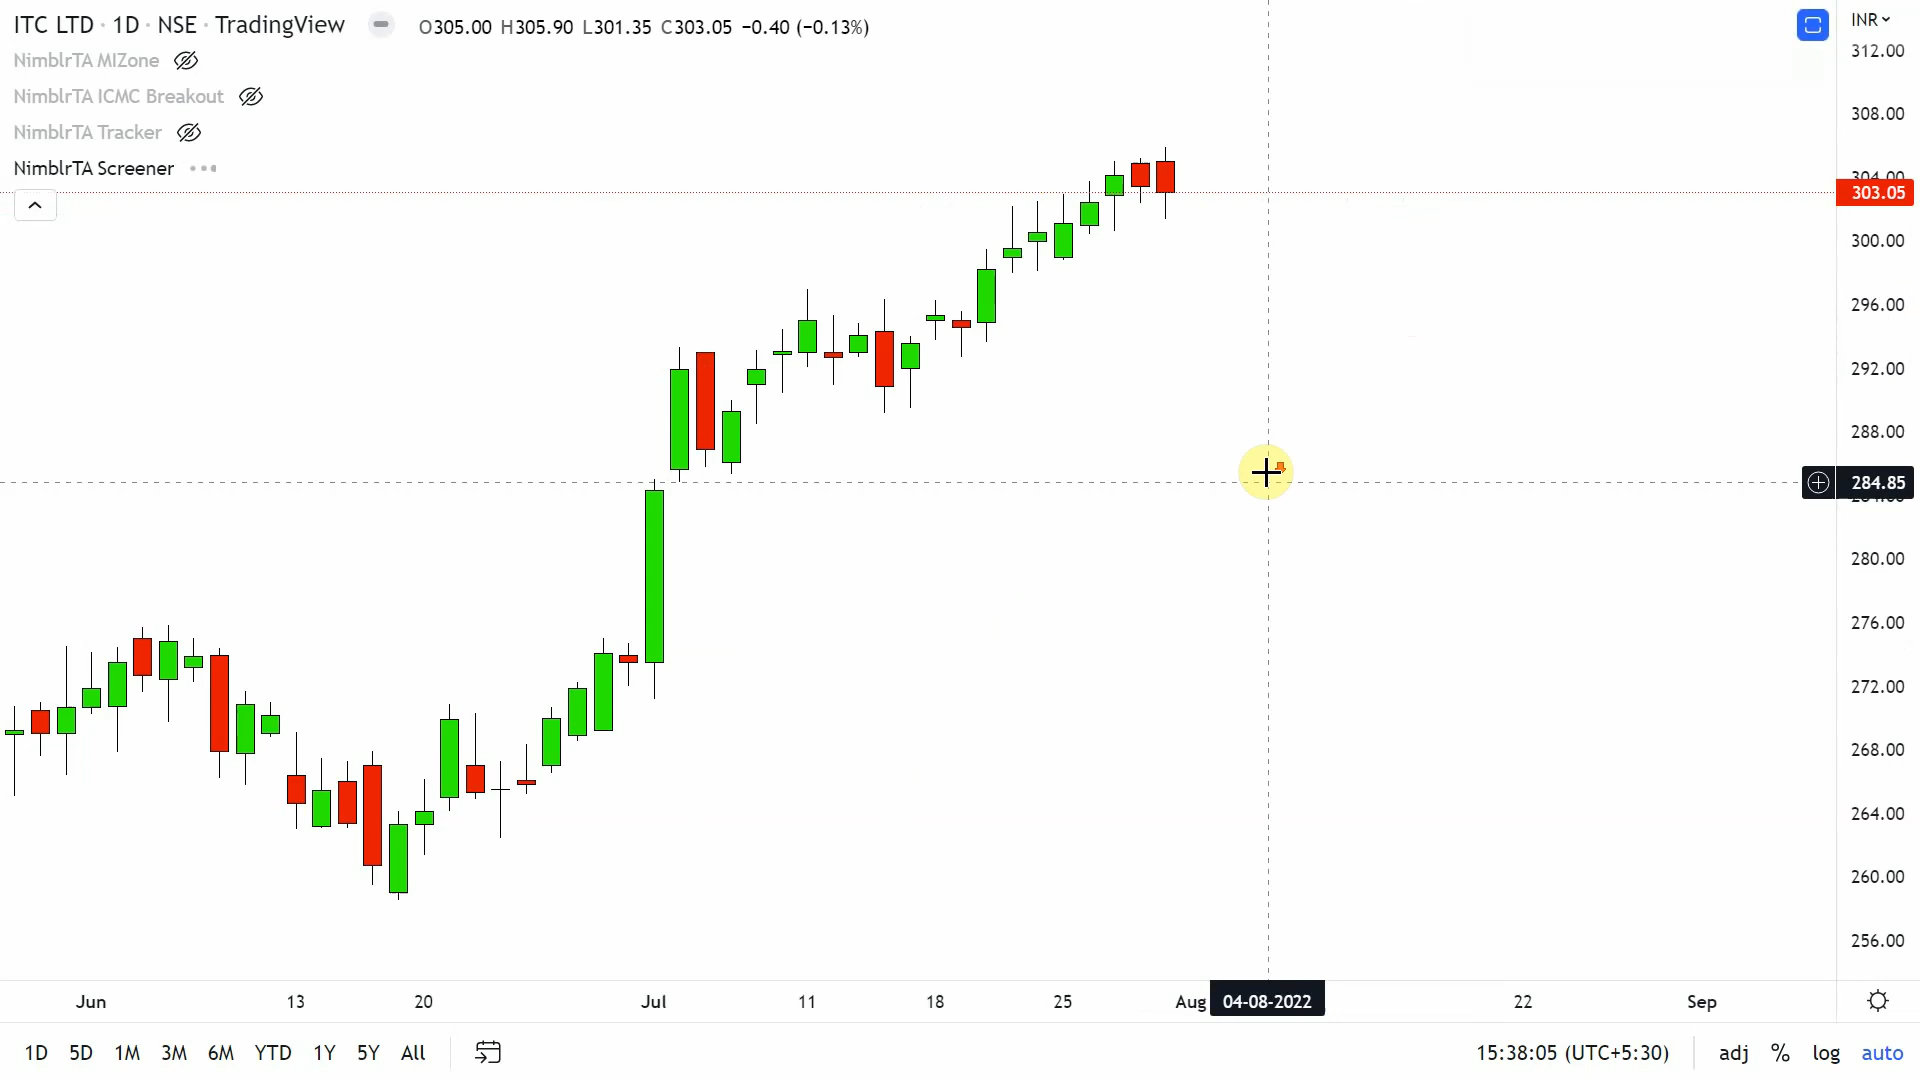 ITC LTD · 1D · NSE · TradingView O305.00 H305.90 L301.35 C303.05 −0.40 (−0.13%)
INR
NimblrTA MIZone
NimblrTA ICMC Breakout
NimblrTA Tracker
NimblrTA Screener
312.00
308.00
304.00
303.05
300.00
296.00
292.00
288.00
284.85
284.00
280.00
276.00
272.00
268.00
264.00
260.00
256.00
Jun 13 20 Jul 11 18 25 Aug 04-08-2022 22 Sep
1D 5D 1M 3M 6M YTD 1Y 5Y All 15:38:05 (UTC+5:30) adj % log auto